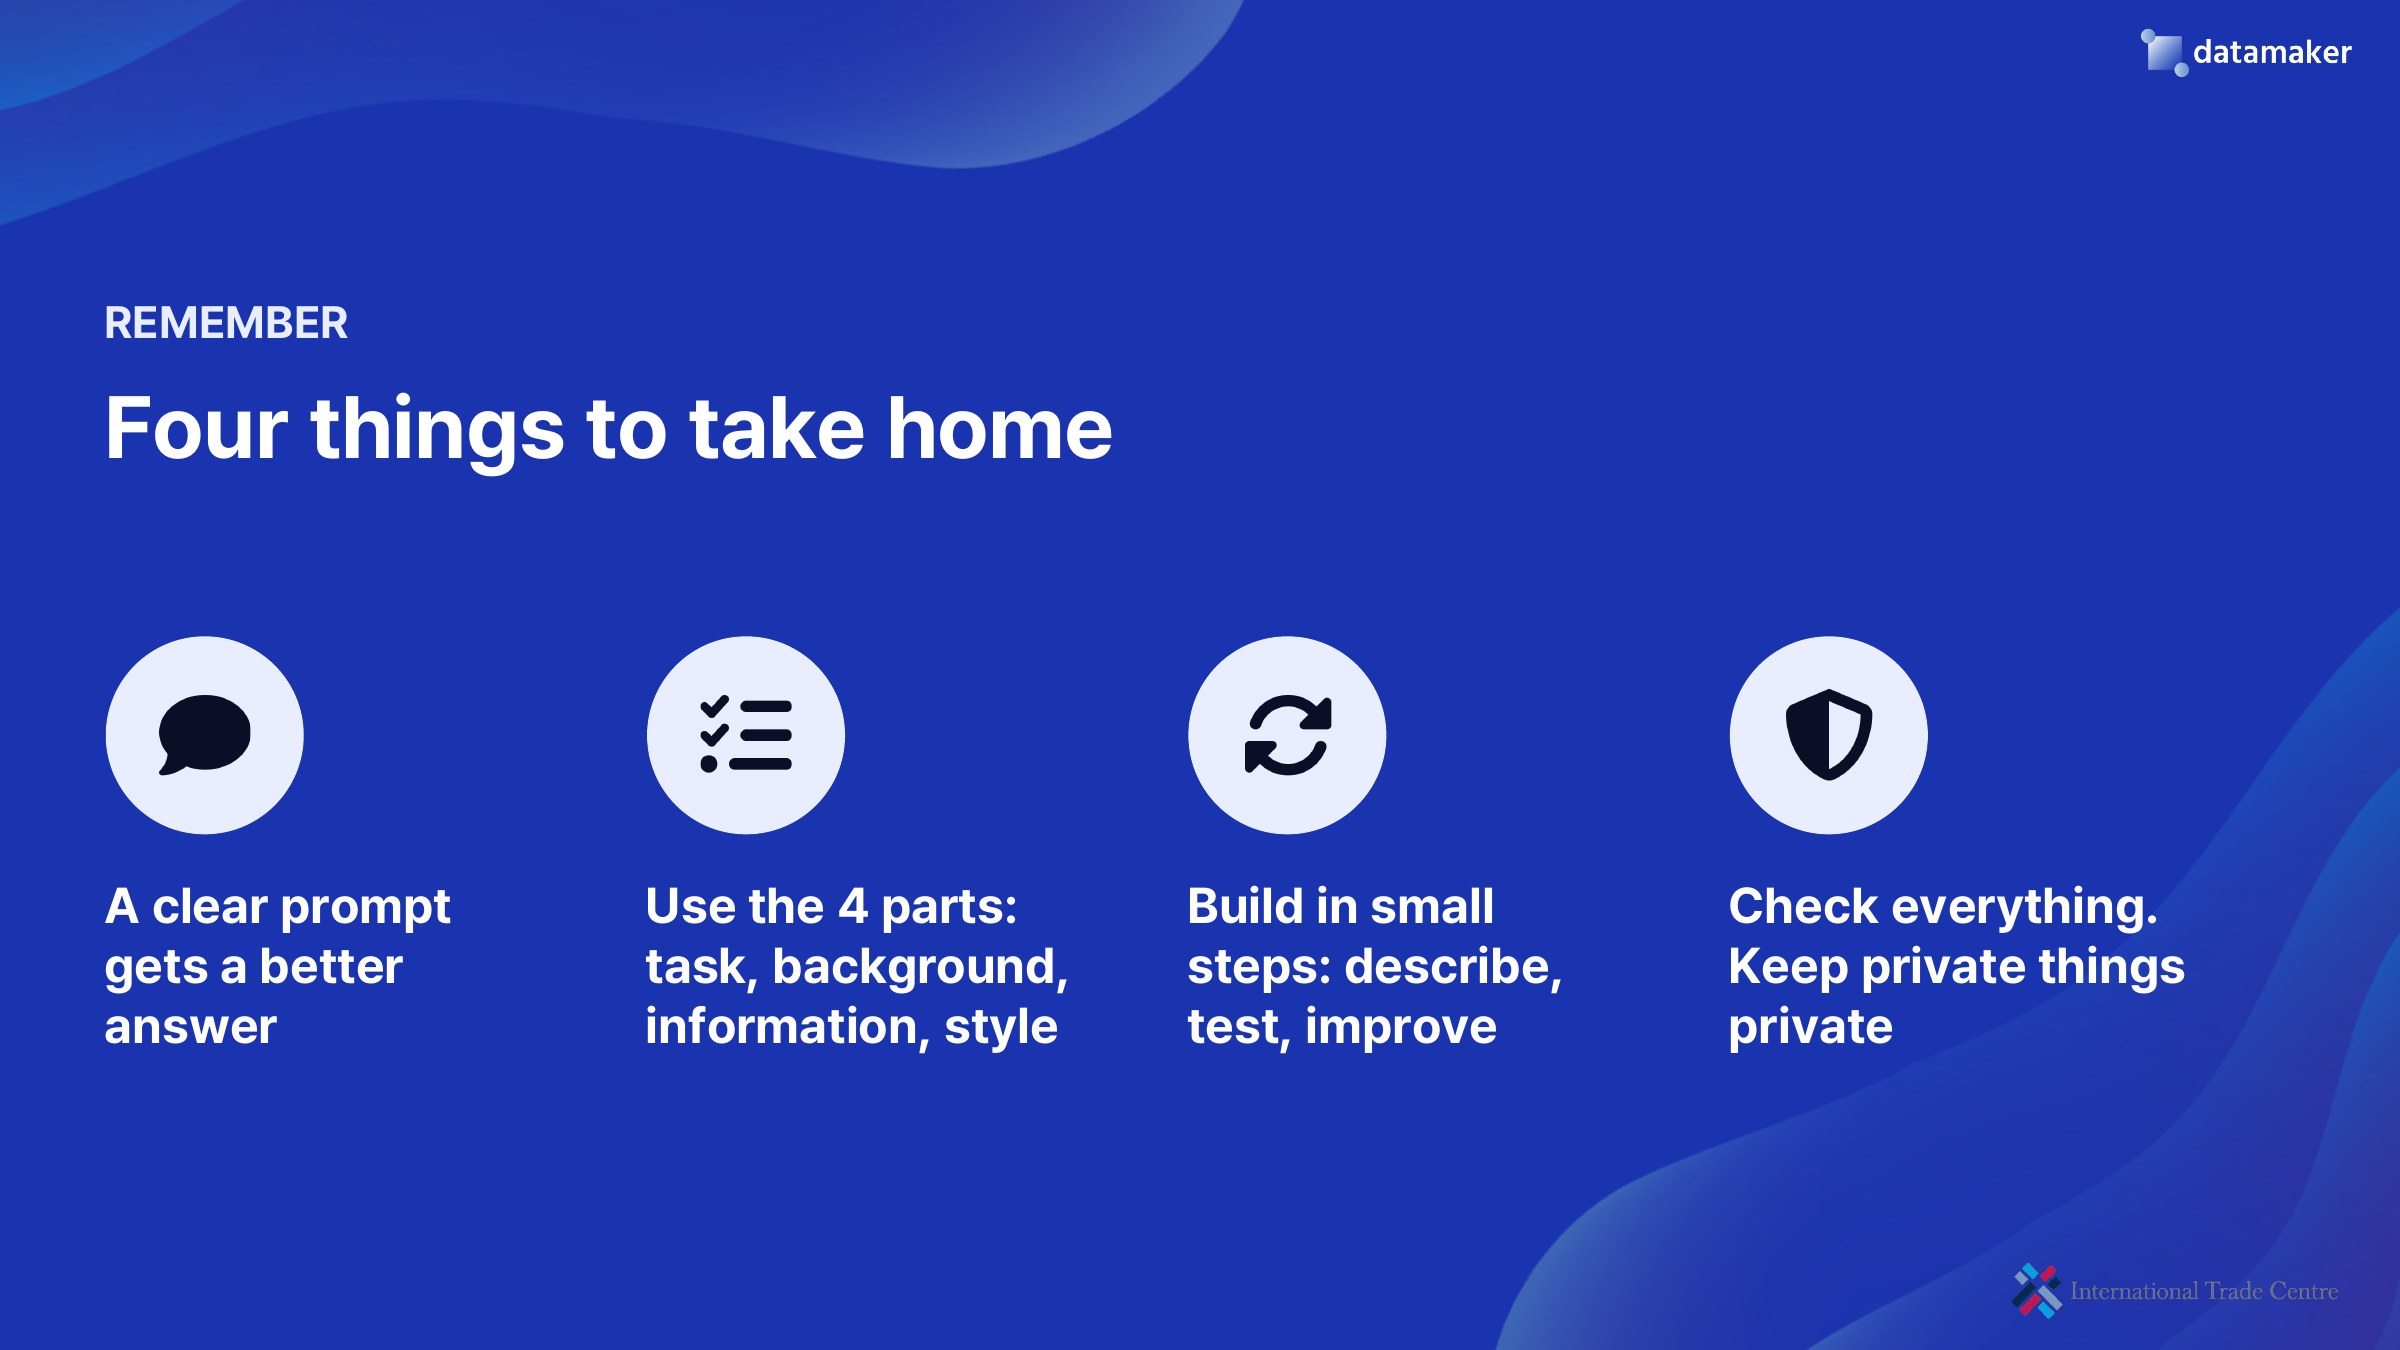 datamaker
REMEMBER
Four things to take home
A clear prompt
gets a better
answer
Use the 4 parts:
task, background,
information, style
Build in small
steps: describe,
test, improve
Check everything.
Keep private things
private
International Trade Centre